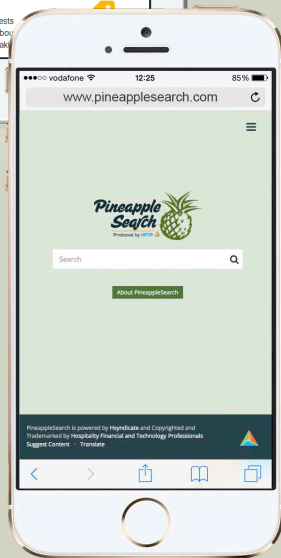 ests
vodafone 12:25 85%
www.pineapplesearch.com
Pineapple
Search
Produced by HFTP
Search
About PineappleSearch
PineappleSearch is powered by Hsyndicate and Copyrighted and
Trademarked by Hospitality Financial and Technology Professionals
Suggest Content · Translate